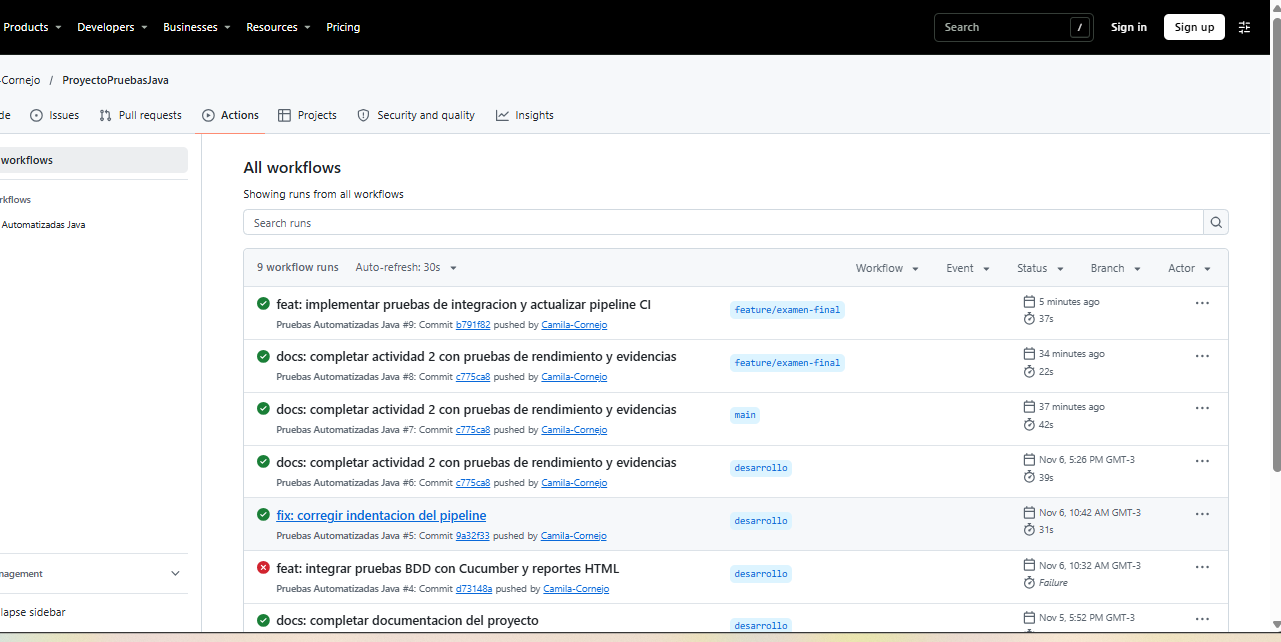 Products Developers Businesses Resources Pricing Search / Sign in Sign up
-Cornejo / ProyectoPruebasJava
de Issues Pull requests Actions Projects Security and quality Insights
workflows
rkflows
Automatizadas Java
nagement
lapse sidebar
All workflows
Showing runs from all workflows
Search runs
9 workflow runs Auto-refresh: 30s Workflow Event Status Branch Actor
feat: implementar pruebas de integracion y actualizar pipeline CI
Pruebas Automatizadas Java #9: Commit b791f82 pushed by Camila-Cornejo
feature/examen-final
5 minutes ago
37s
docs: completar actividad 2 con pruebas de rendimiento y evidencias
Pruebas Automatizadas Java #8: Commit c775ca8 pushed by Camila-Cornejo
feature/examen-final
34 minutes ago
22s
docs: completar actividad 2 con pruebas de rendimiento y evidencias
Pruebas Automatizadas Java #7: Commit c775ca8 pushed by Camila-Cornejo
main
37 minutes ago
42s
docs: completar actividad 2 con pruebas de rendimiento y evidencias
Pruebas Automatizadas Java #6: Commit c775ca8 pushed by Camila-Cornejo
desarrollo
Nov 6, 5:26 PM GMT-3
39s
fix: corregir indentacion del pipeline
Pruebas Automatizadas Java #5: Commit 9a32f33 pushed by Camila-Cornejo
desarrollo
Nov 6, 10:42 AM GMT-3
31s
feat: integrar pruebas BDD con Cucumber y reportes HTML
Pruebas Automatizadas Java #4: Commit d73148a pushed by Camila-Cornejo
desarrollo
Nov 6, 10:32 AM GMT-3
Failure
docs: completar documentacion del proyecto
desarrollo
Nov 5, 5:52 PM GMT-3